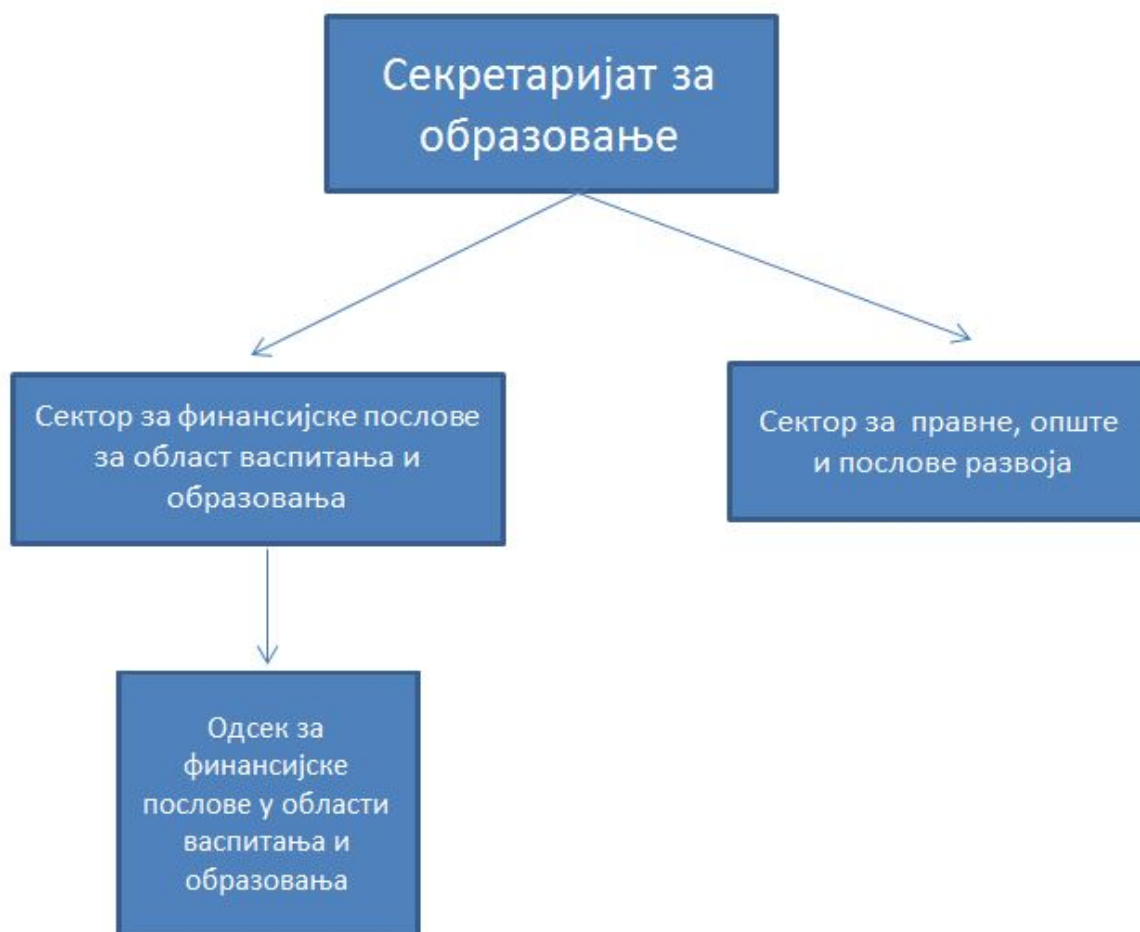 Секретаријат за
образовање
Сектор за финансијске послове
за област васпитања и
образовања
Сектор за правне, опште
и послове развоја
Одсек за
финансијске
послове у области
васпитања и
образовања